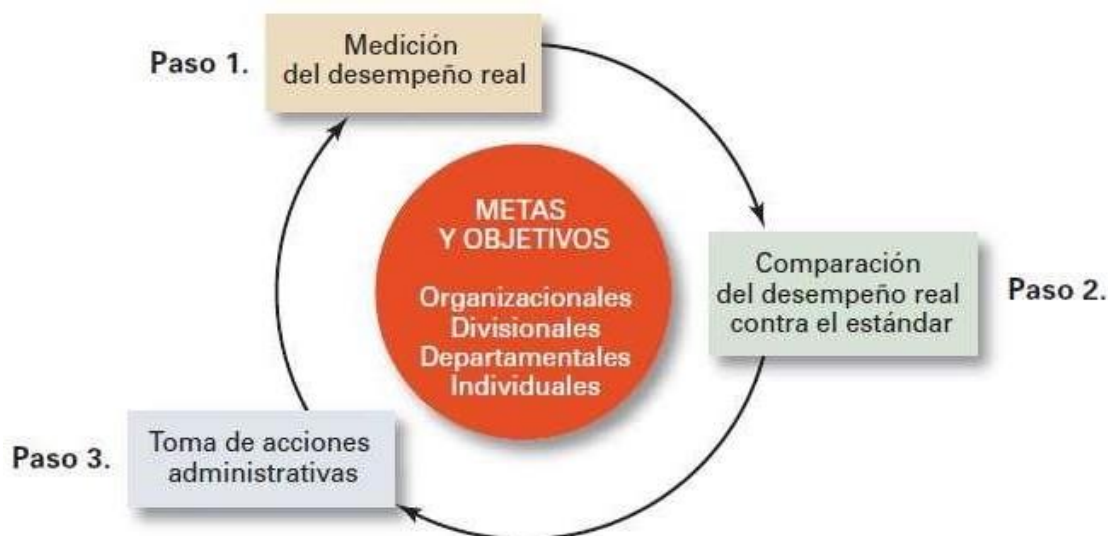 Paso 1.
Medición
del desempeño real
METAS
Y OBJETIVOS
Organizacionales
Divisionales
Departamentales
Individuales
Comparación
del desempeño real
contra el estándar
Paso 2.
Paso 3.
Toma de acciones
administrativas